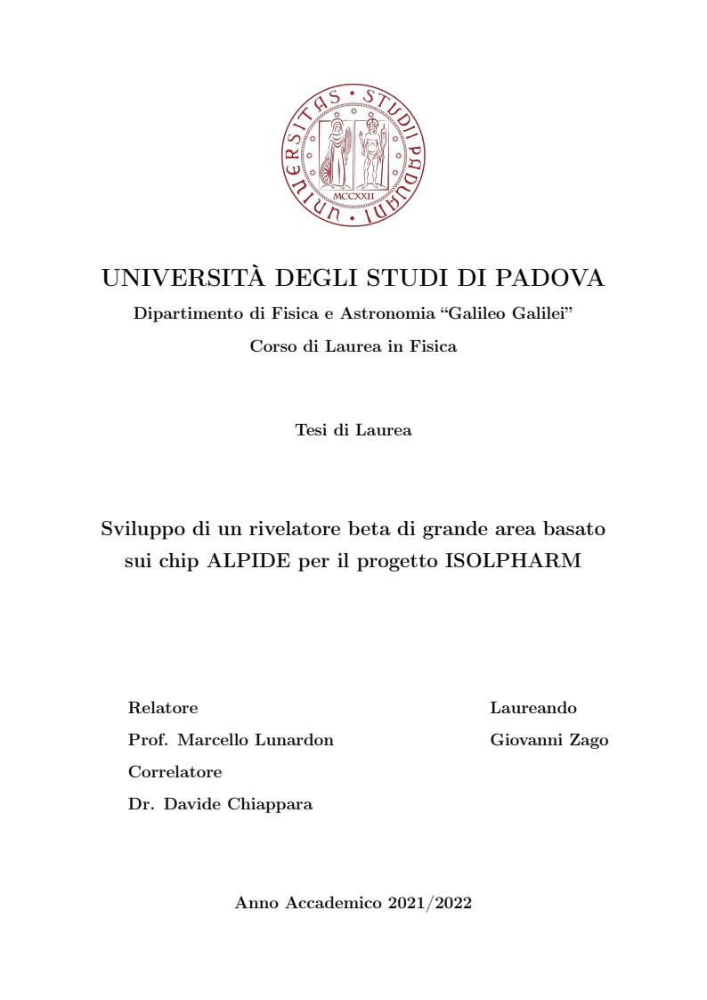 UNIVERSITAS • STUDII PADUANI •
MCCXXII
UNIVERSITÀ DEGLI STUDI DI PADOVA
Dipartimento di Fisica e Astronomia “Galileo Galilei”
Corso di Laurea in Fisica
Tesi di Laurea
Sviluppo di un rivelatore beta di grande area basato
sui chip ALPIDE per il progetto ISOLPHARM
Relatore
Prof. Marcello Lunardon
Correlatore
Dr. Davide Chiappara
Laureando
Giovanni Zago
Anno Accademico 2021/2022